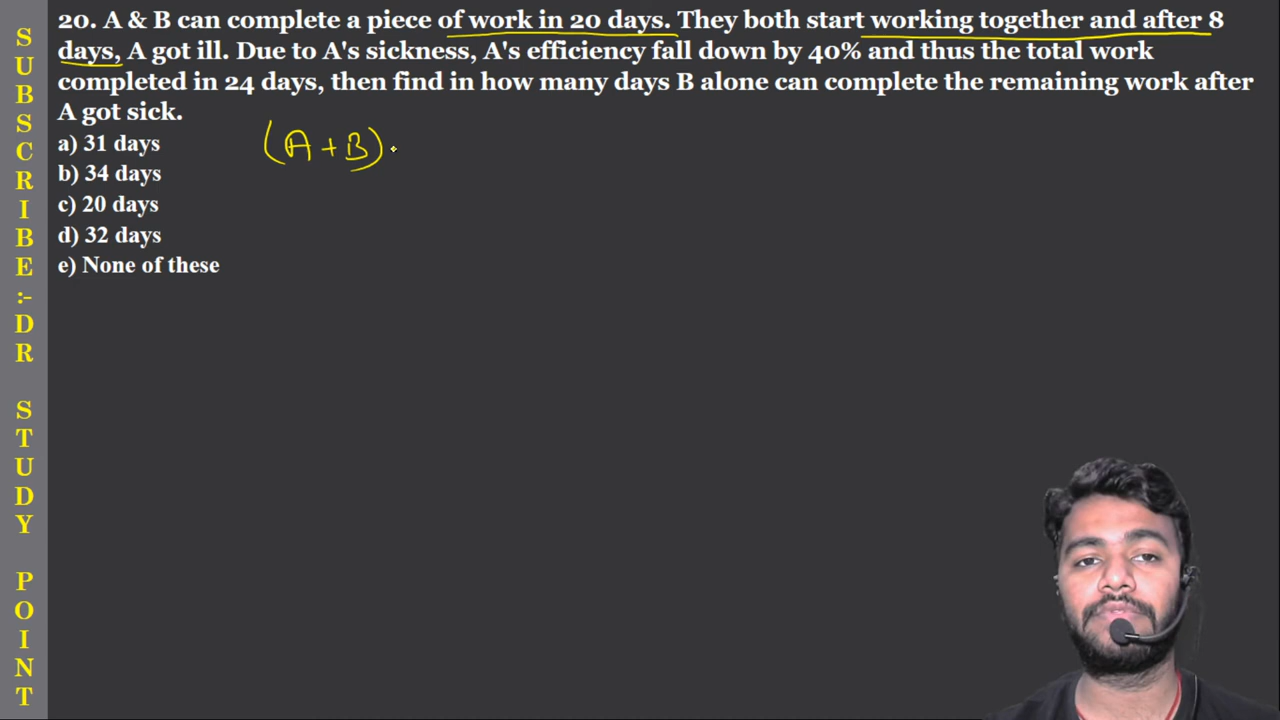 20. A & B can complete a piece of work in 20 days. They both start working together and after 8
days, A got ill. Due to A's sickness, A's efficiency fall down by 40% and thus the total work
completed in 24 days, then find in how many days B alone can complete the remaining work after
A got sick.
a) 31 days
b) 34 days
c) 20 days
d) 32 days
e) None of these
(A+B)
SUBSCRIBE:-DR STUDY POINT